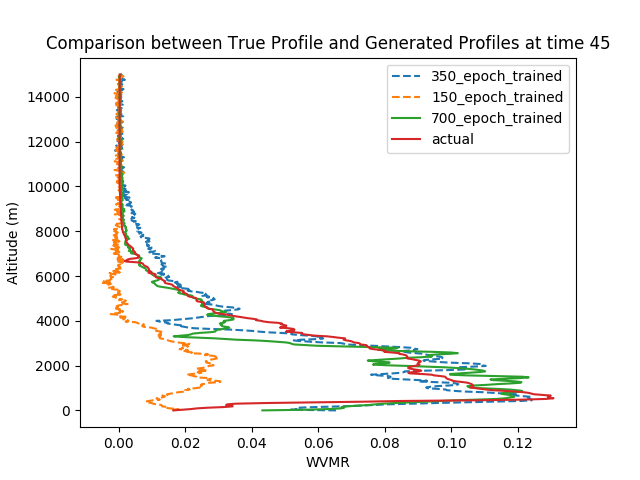 Comparison between True Profile and Generated Profiles at time 45
350_epoch_trained
150_epoch_trained
700_epoch_trained
actual
Altitude (m)
14000
12000
10000
8000
6000
4000
2000
0
0.00 0.02 0.04 0.06 0.08 0.10 0.12
WVMR